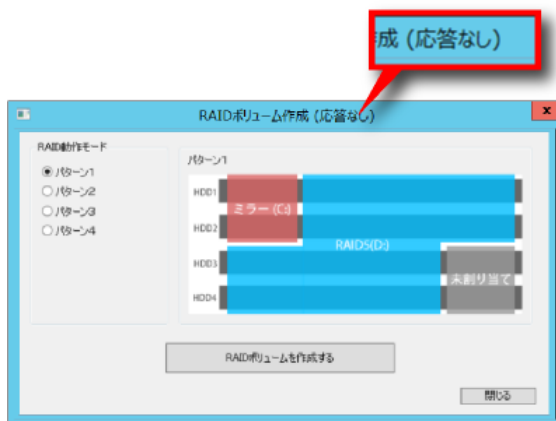 成 (応答なし)
RAIDボリューム作成 (応答なし)
x
RAID動作モード
パターン1
パターン2
パターン3
パターン4
パターン1
HDD1
HDD2
HDD3
HDD4
ミラー (C:)
RAID5(D:)
未割り当て
RAIDボリュームを作成する
閉じる